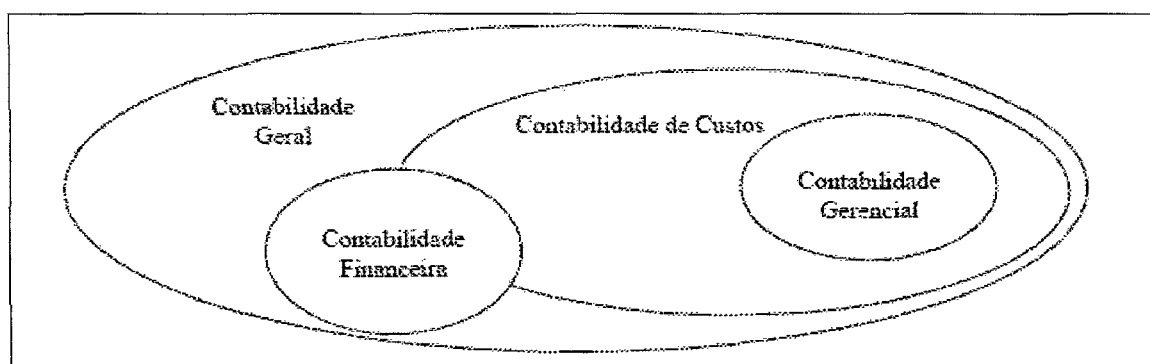 Contabilidade
Geral
Contabilidade de Custos
Contabilidade
Gerencial
Contabilidade
Financeira